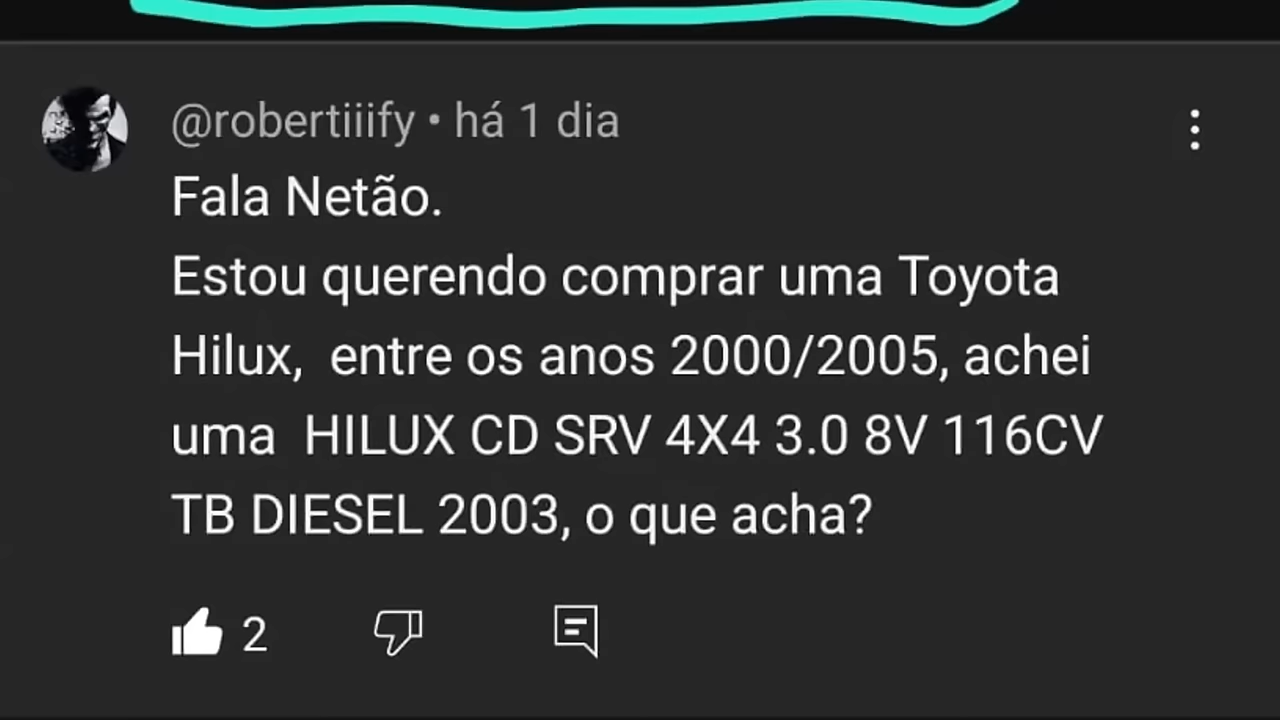 @robertiiify • há 1 dia
Fala Netão.
Estou querendo comprar uma Toyota
Hilux,  entre os anos 2000/2005, achei
uma  HILUX CD SRV 4X4 3.0 8V 116CV
TB DIESEL 2003, o que acha?
2